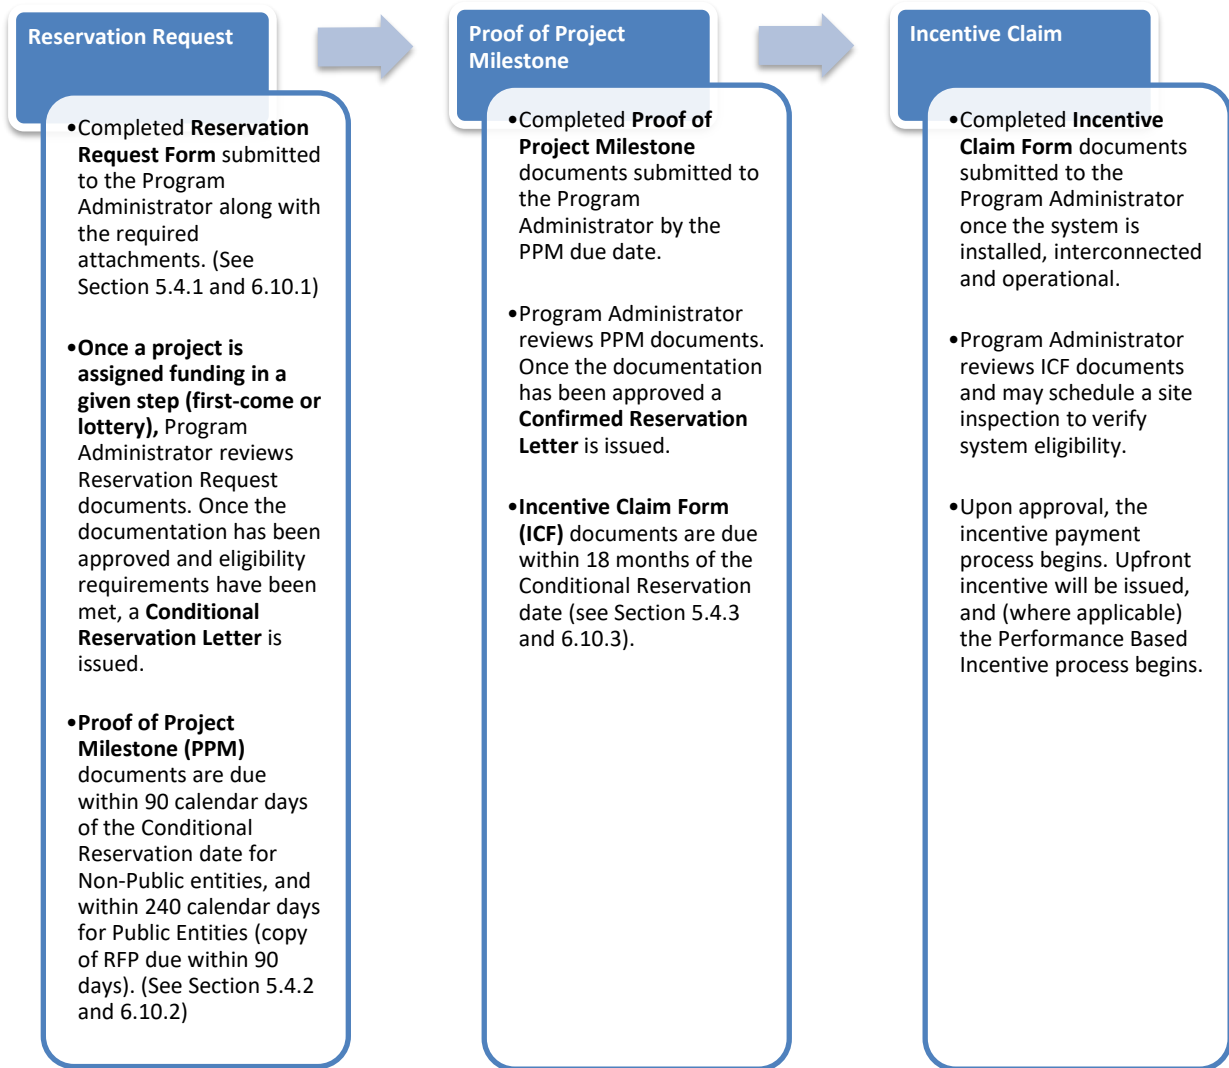 Reservation Request
•Completed Reservation
Request Form submitted
to the Program
Administrator along with
the required
attachments. (See
Section 5.4.1 and 6.10.1)
•Once a project is
assigned funding in a
given step (first-come or
lottery), Program
Administrator reviews
Reservation Request
documents. Once the
documentation has been
approved and eligibility
requirements have been
met, a Conditional
Reservation Letter is
issued.
•Proof of Project
Milestone (PPM)
documents are due
within 90 calendar days
of the Conditional
Reservation date for
Non-Public entities, and
within 240 calendar days
for Public Entities (copy
of RFP due within 90
days). (See Section 5.4.2
and 6.10.2)
Proof of Project
Milestone
•Completed Proof of
Project Milestone
documents submitted to
the Program
Administrator by the
PPM due date.
•Program Administrator
reviews PPM documents.
Once the documentation
has been approved a
Confirmed Reservation
Letter is issued.
•Incentive Claim Form
(ICF) documents are due
within 18 months of the
Conditional Reservation
date (see Section 5.4.3
and 6.10.3).
Incentive Claim
•Completed Incentive
Claim Form documents
submitted to the
Program Administrator
once the system is
installed, interconnected
and operational.
•Program Administrator
reviews ICF documents
and may schedule a site
inspection to verify
system eligibility.
•Upon approval, the
incentive payment
process begins. Upfront
incentive will be issued,
and (where applicable)
the Performance Based
Incentive process begins.